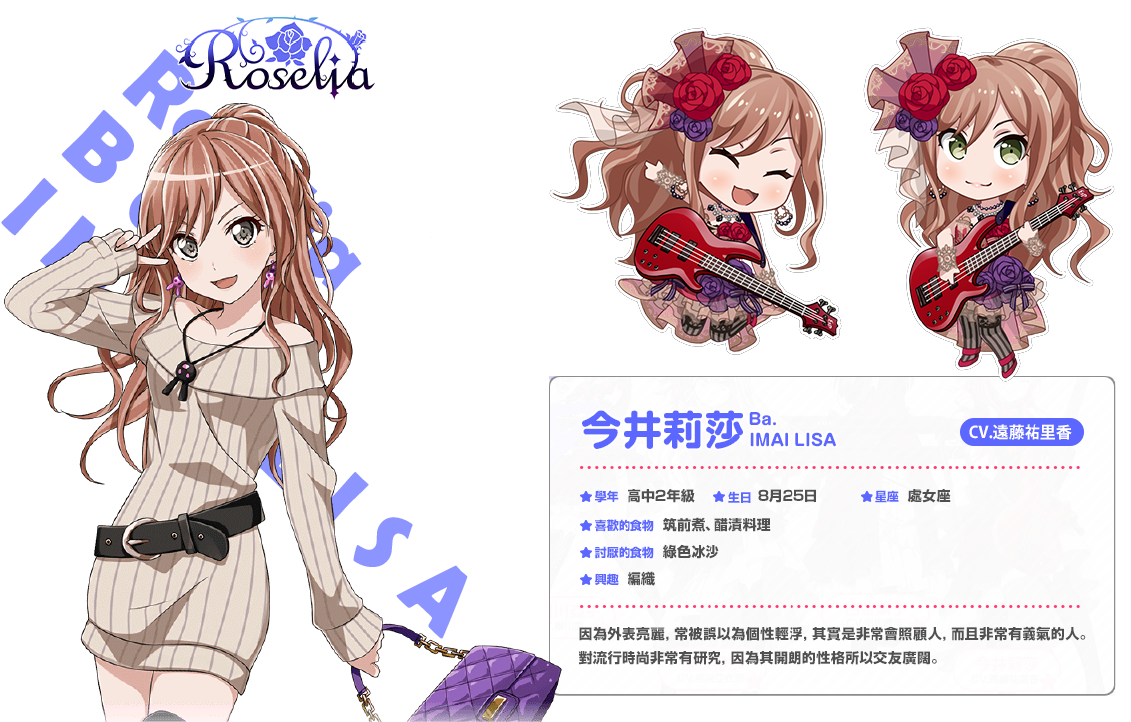 Roselia
今井莉莎
Ba.
IMAI LISA
CV.遠藤祐里香
學年 高中2年級 生日 8月25日 星座 處女座
喜歡的食物 筑前煮、醋漬料理
討厭的食物 綠色冰沙
興趣 編織
因為外表亮麗, 常被誤以為個性輕浮, 其實是非常會照顧人, 而且非常有義氣的人。
對流行時尚非常有研究, 因為其開朗的性格所以交友廣闊。